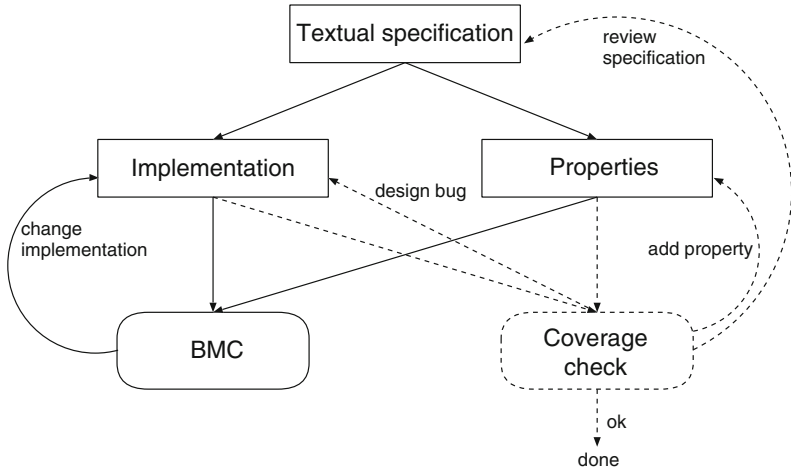 Textual specification
review
specification
Implementation
Properties
design bug
change
implementation
add property
BMC
Coverage
check
ok
done